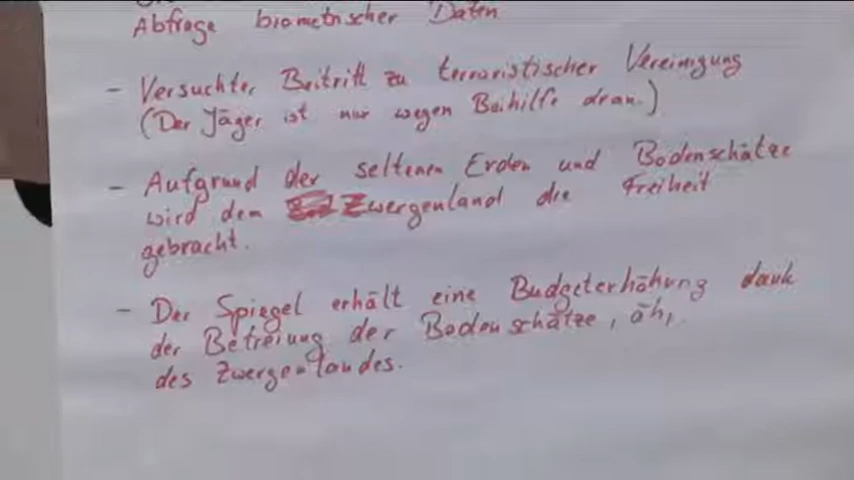 Abfrage biometrischer Daten
- Versuchter Beitritt zu terroristischer Vereinigung
(Der Jäger ist nur wegen Beihilfe dran.)
- Aufgrund der seltenen Erden und Bodenschätze
wird dem Zwergenland die Freiheit
gebracht.
- Der Spiegel erhält eine Budgeterhöhung dank
der Befreiung der Bodenschätze, äh,
des Zwergenlandes.